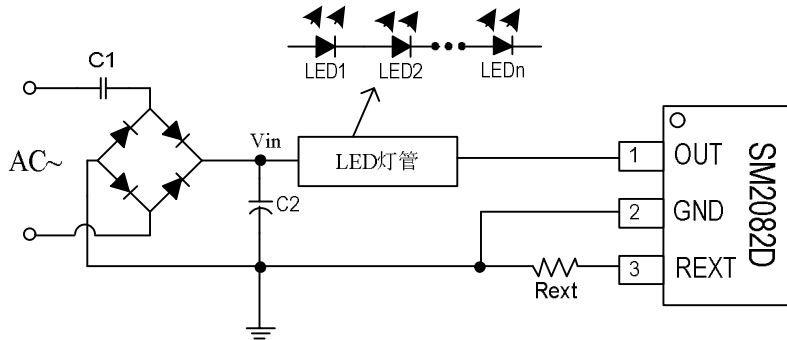 LED1 LED2 LEDn
C1
AC~
Vin
LED灯管
C2
1 OUT
2 GND
3 REXT
Rext
SM2082D